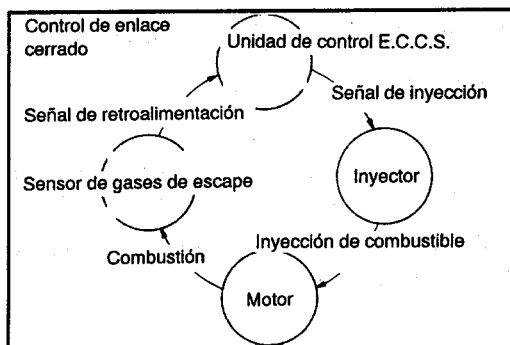 Control de enlace
cerrado
Unidad de control E.C.C.S.
Señal de inyección
Señal de retroalimentación
Inyector
Sensor de gases de escape
Inyección de combustible
Combustión
Motor